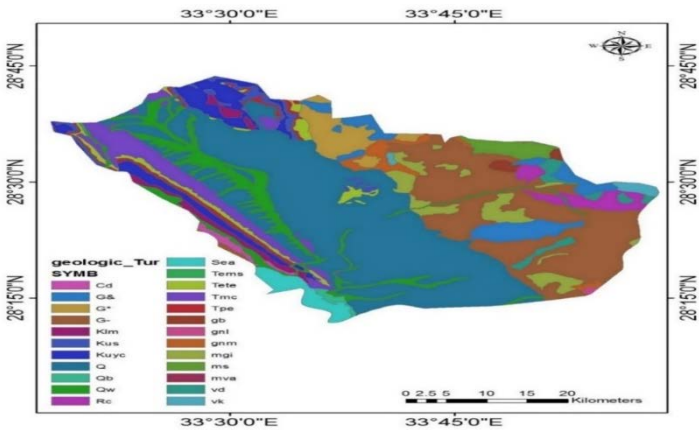 33°30'0"E 33°45'0"E
N
W E
S
28°45'0"N 28°45'0"N
28°30'0"N 28°30'0"N
28°15'0"N 28°15'0"N
geologic_Tur
SYMB
Cd
G&
G*
G-
Klm
Kus
Kuyc
Q
Qb
Qw
Rc
Sea
Tems
Tete
Tmc
Tpe
gb
gnl
gnm
mgi
ms
mva
vd
vk
0 2.5 5 10 15 20
Kilometers
33°30'0"E 33°45'0"E